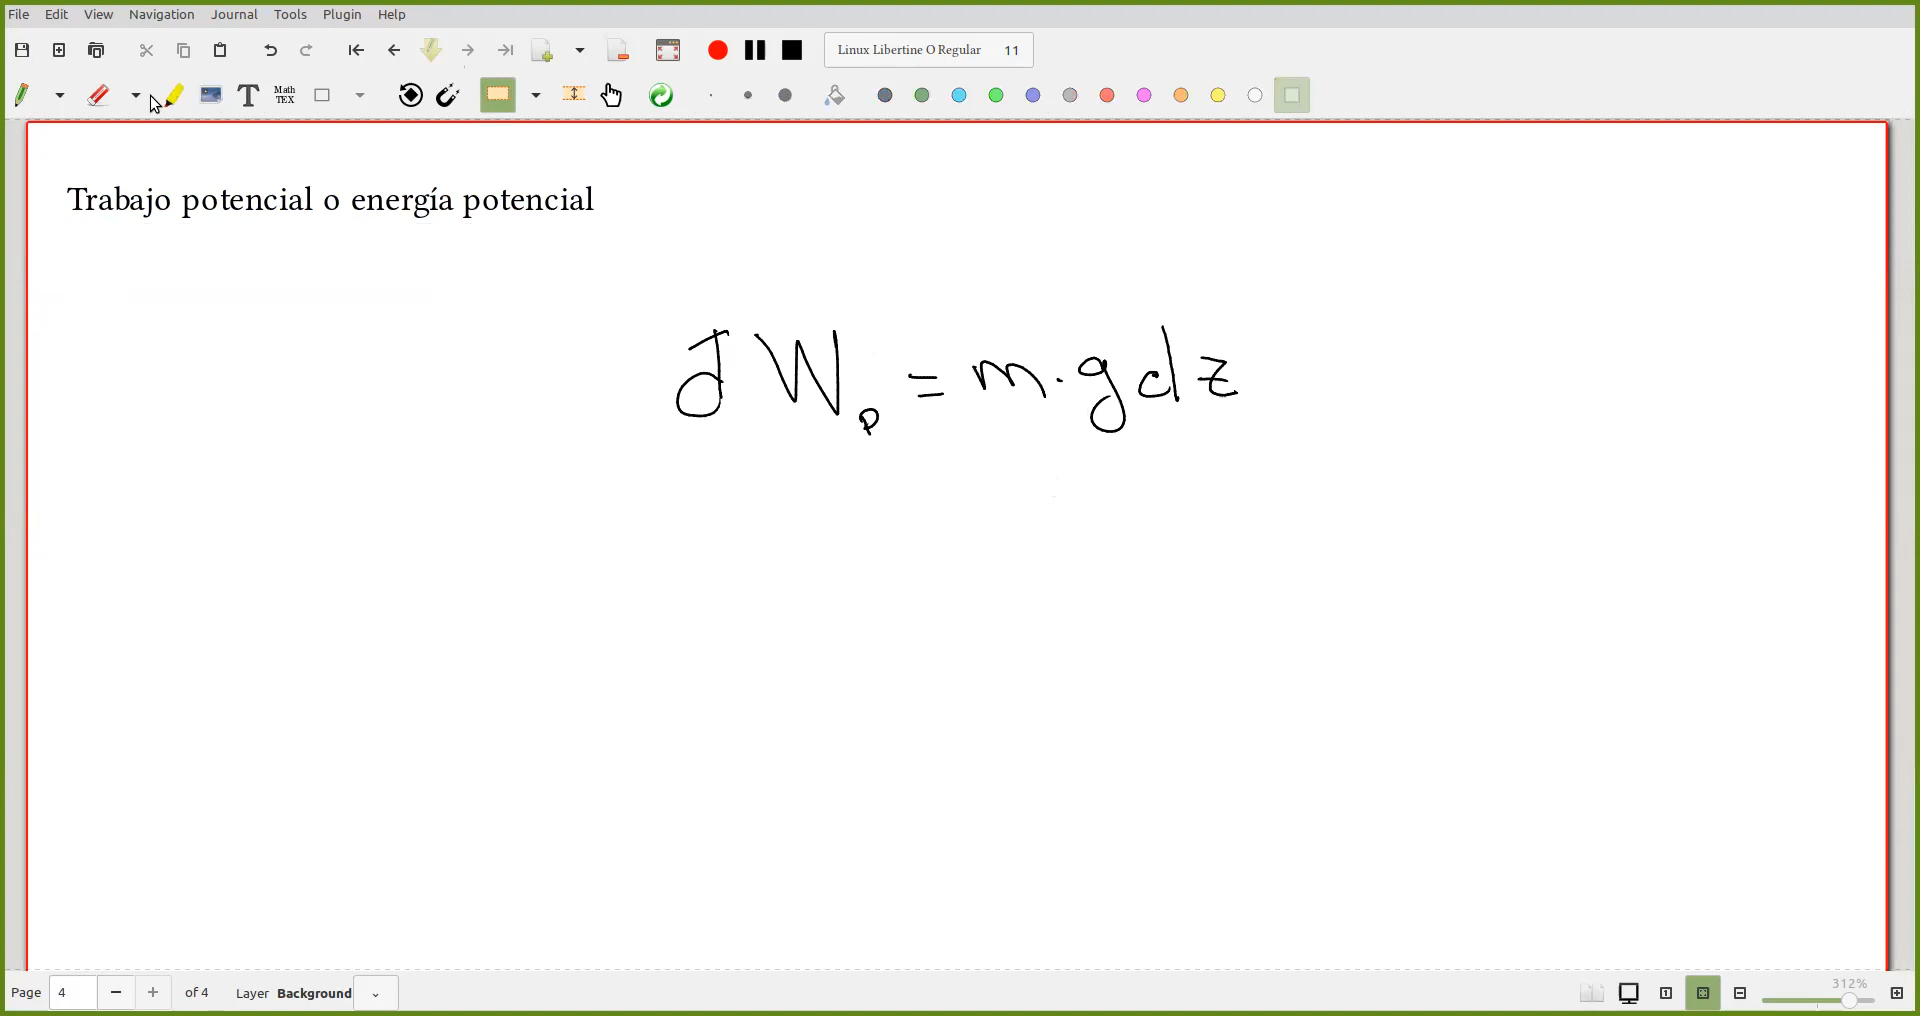 File Edit View Navigation Journal Tools Plugin Help
Linux Libertine O Regular 11
T Math TEX
Trabajo potencial o energía potencial
đW_p = m·g dz
Page 4 of 4 Layer Background 312%